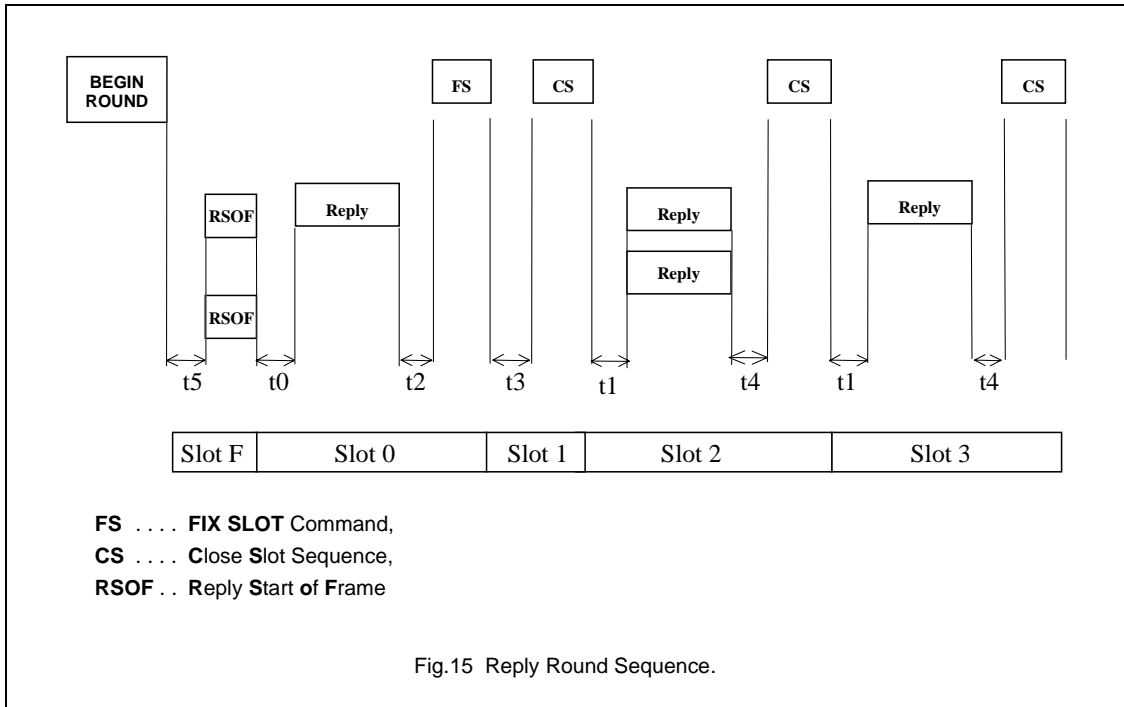 BEGIN
ROUND
FS
CS
CS
CS
RSOF
Reply
Reply
Reply
Reply
RSOF
t5
t0
t2
t3
t1
t4
t1
t4
Slot F
Slot 0
Slot 1
Slot 2
Slot 3
FS . . . . FIX SLOT Command,
CS . . . . Close Slot Sequence,
RSOF . . Reply Start of Frame
Fig.15 Reply Round Sequence.